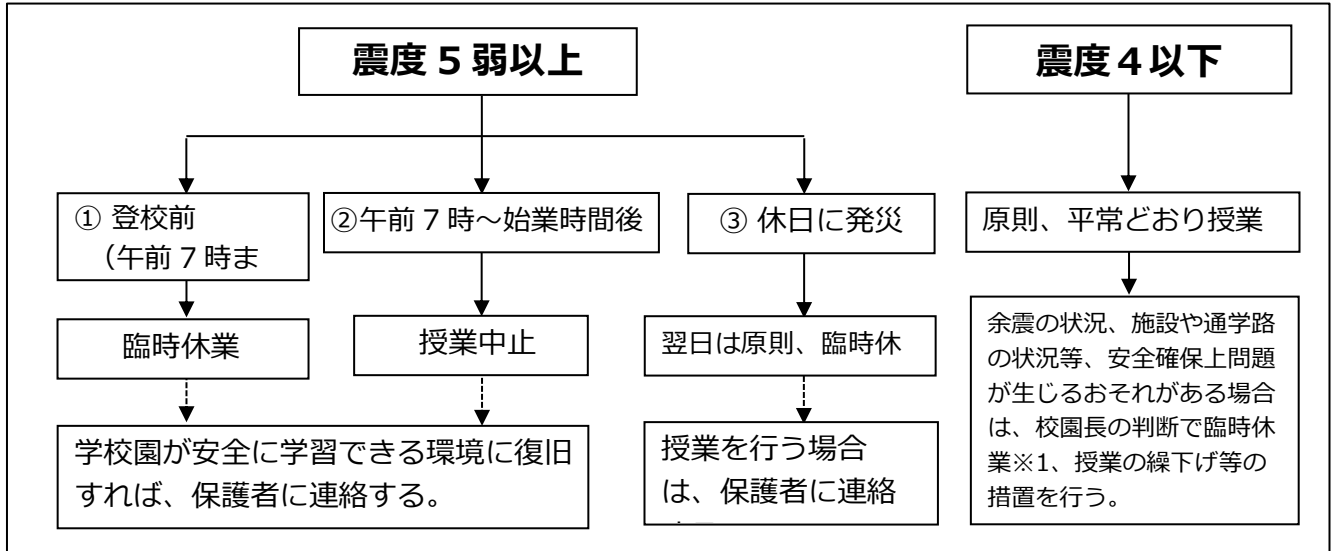 震度５弱以上
震度４以下
① 登校前
（午前７時ま
②午前７時～始業時間後
③ 休日に発災
原則、平常どおり授業
臨時休業
授業中止
翌日は原則、臨時休
余震の状況、施設や通学路
の状況等、安全確保上問題
が生じるおそれがある場合
は、校園長の判断で臨時休
業※1、授業の繰下げ等の
措置を行う。
学校園が安全に学習できる環境に復旧
すれば、保護者に連絡する。
授業を行う場合
は、保護者に連絡